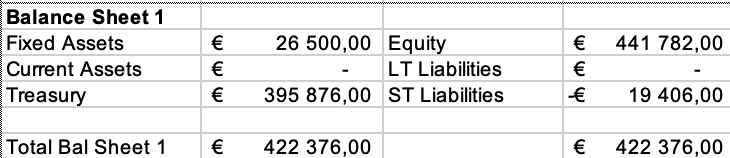 Balance Sheet 1
Fixed Assets € 26 500,00 Equity € 441 782,00
Current Assets € - LT Liabilities € -
Treasury € 395 876,00 ST Liabilities -€ 19 406,00
Total Bal Sheet 1 € 422 376,00 € 422 376,00